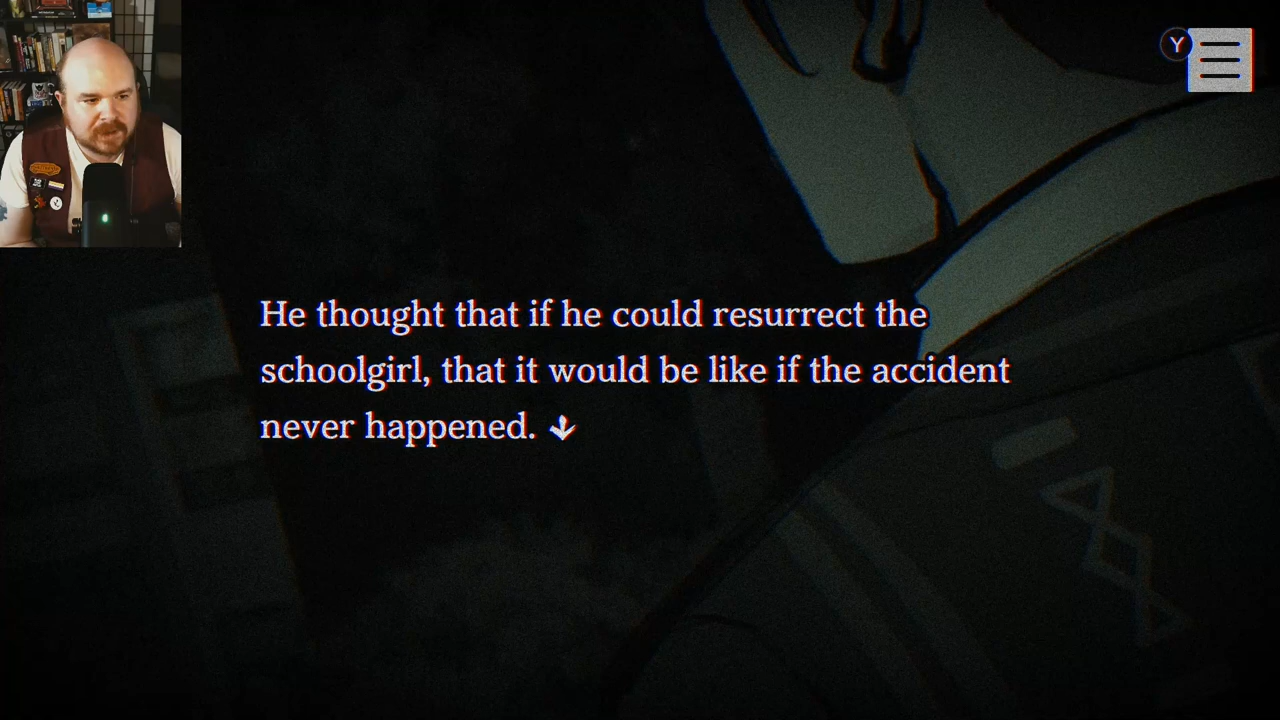 Y
He thought that if he could resurrect the
schoolgirl, that it would be like if the accident
never happened.